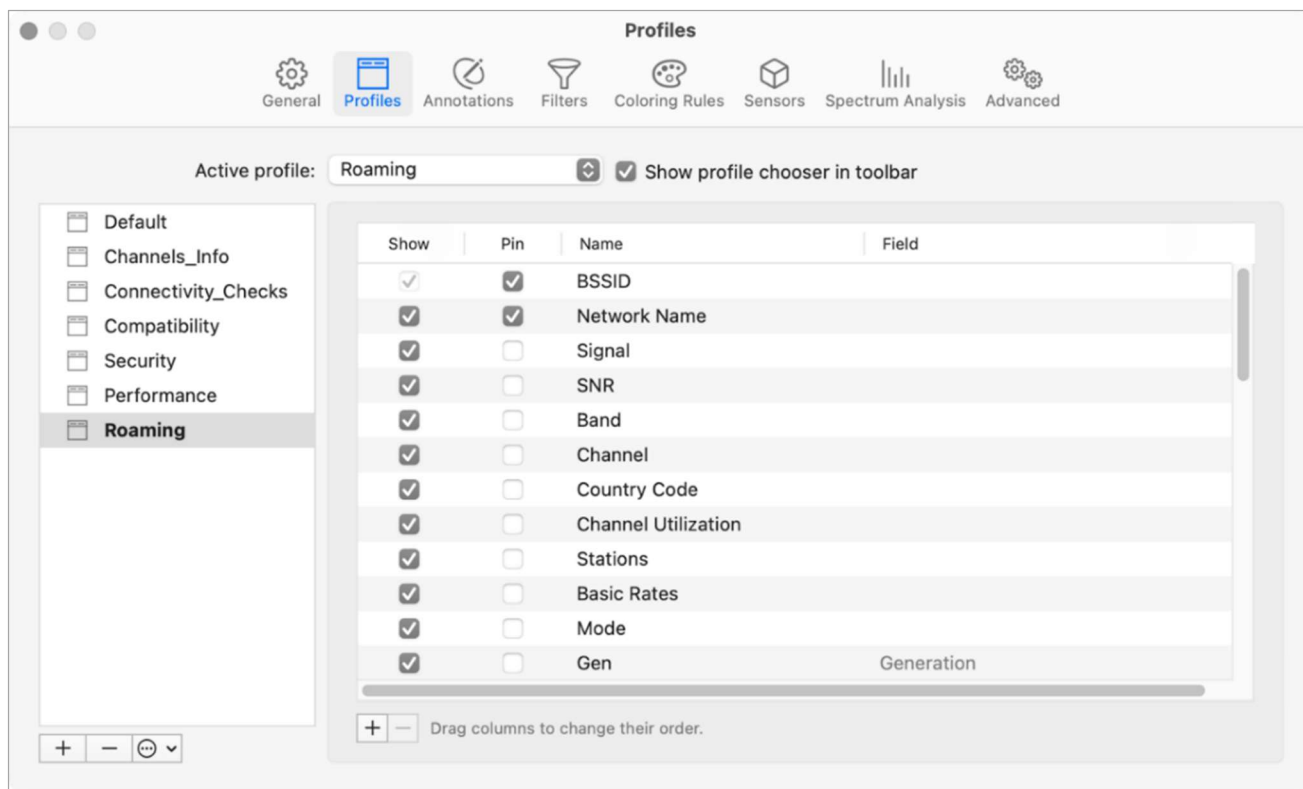 Profiles
General Profiles Annotations Filters Coloring Rules Sensors Spectrum Analysis Advanced
Active profile: Roaming Show profile chooser in toolbar
Default
Channels_Info
Connectivity_Checks
Compatibility
Security
Performance
Roaming
Show Pin Name Field
BSSID
Network Name
Signal
SNR
Band
Channel
Country Code
Channel Utilization
Stations
Basic Rates
Mode
Gen Generation
+ − Drag columns to change their order.
+ −